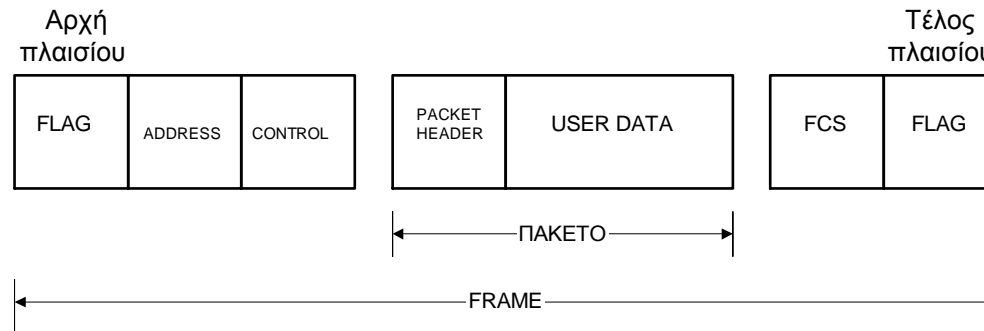 Αρχή
πλαισίου
Τέλος
πλαισίου
FLAG
ADDRESS
CONTROL
PACKET
HEADER
USER DATA
FCS
FLAG
ΠΑΚΕΤΟ
FRAME